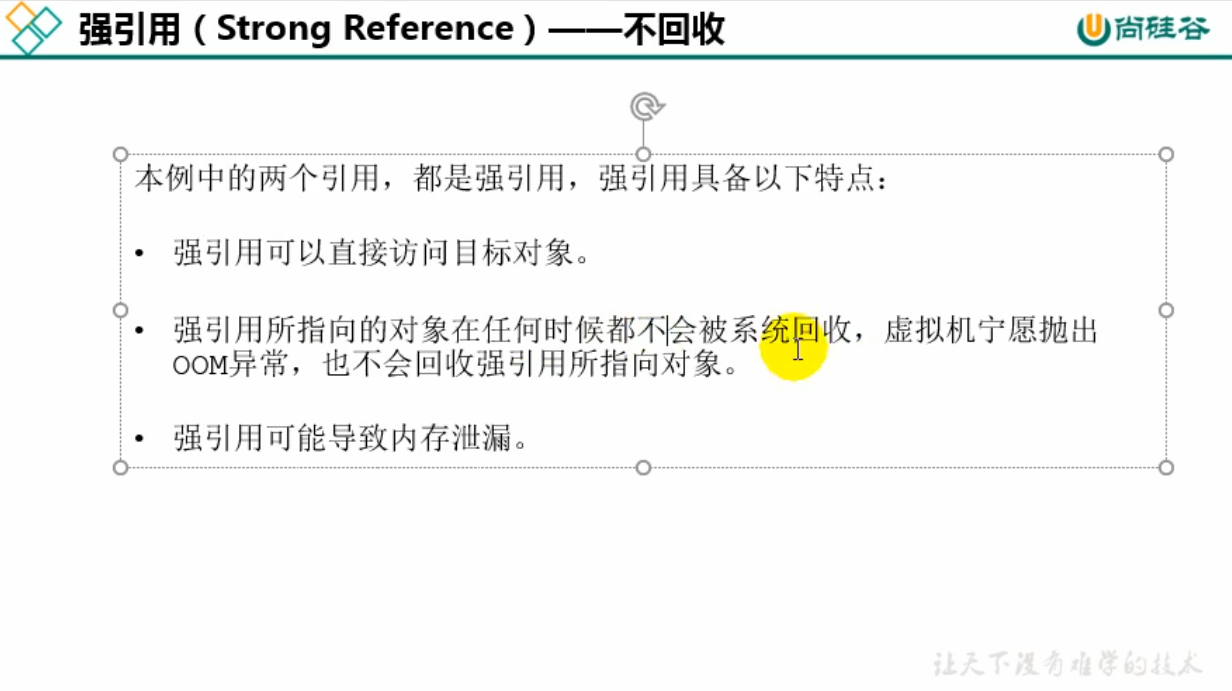 强引用（Strong Reference）——不回收
尚硅谷
本例中的两个引用，都是强引用，强引用具备以下特点：
• 强引用可以直接访问目标对象。
• 强引用所指向的对象在任何时候都不会被系统回收，虚拟机宁愿抛出
OOM异常，也不会回收强引用所指向对象。
• 强引用可能导致内存泄漏。
让天下没有难学的技术